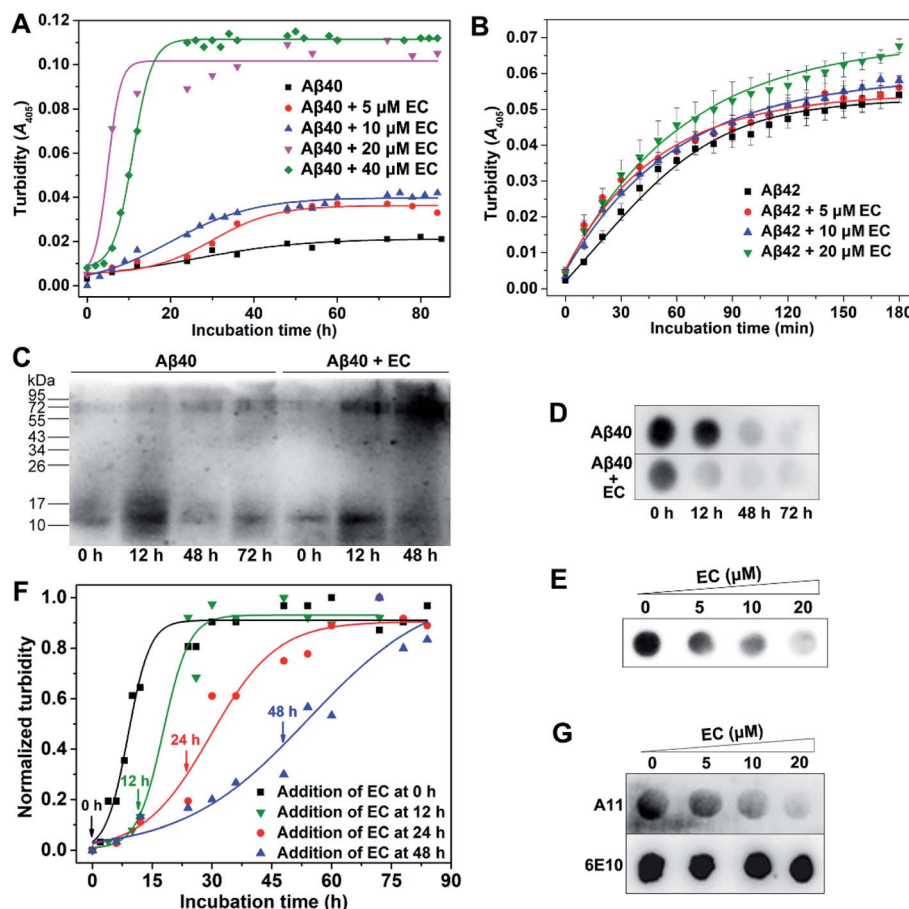 A
Turbidity (A405)
0.12
0.10
0.08
0.06
0.04
0.02
0.00
0 20 40 60 80
Incubation time (h)
Aβ40
Aβ40 + 5 μM EC
Aβ40 + 10 μM EC
Aβ40 + 20 μM EC
Aβ40 + 40 μM EC
B
Turbidity (A405)
0.07
0.06
0.05
0.04
0.03
0.02
0.01
0.00
0 30 60 90 120 150 180
Incubation time (min)
Aβ42
Aβ42 + 5 μM EC
Aβ42 + 10 μM EC
Aβ42 + 20 μM EC
C
Aβ40 Aβ40 + EC
kDa
95
72
55
43
34
26
17
10
0 h 12 h 48 h 72 h 0 h 12 h 48 h
D
Aβ40
Aβ40
+
EC
0 h 12 h 48 h 72 h
E
EC (μM)
0 5 10 20
F
Normalized turbidity
1.0
0.8
0.6
0.4
0.2
0.0
0 15 30 45 60 75 90
Incubation time (h)
0 h
12 h
24 h
48 h
Addition of EC at 0 h
Addition of EC at 12 h
Addition of EC at 24 h
Addition of EC at 48 h
G
EC (μM)
0 5 10 20
A11
6E10